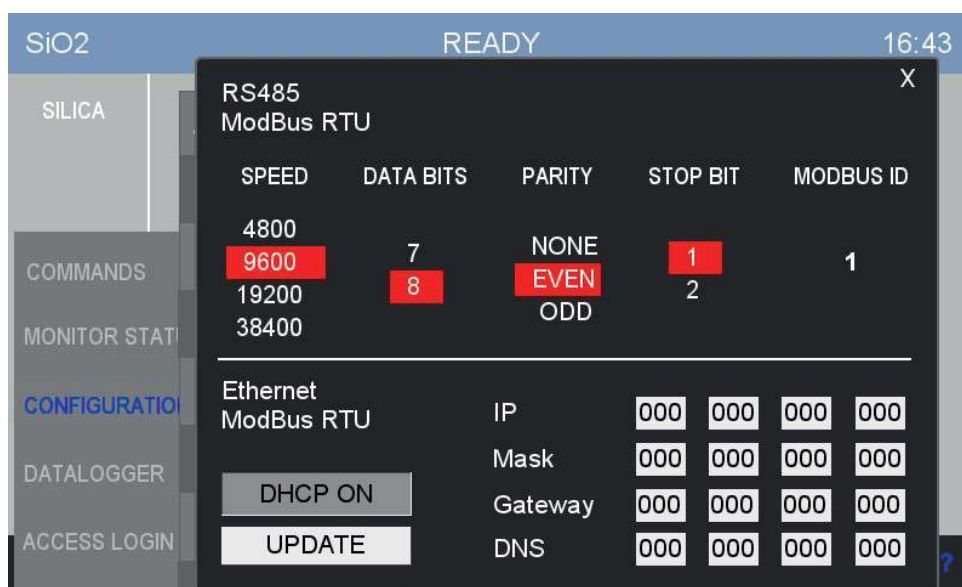 SiO2 READY 16:43
X
SILICA
RS485
ModBus RTU
SPEED DATA BITS PARITY STOP BIT MODBUS ID
4800
9600
19200
38400
7
8
NONE
EVEN
ODD
1
2
1
COMMANDS
MONITOR STAT
CONFIGURATIO
DATALOGGER
ACCESS LOGIN
Ethernet
ModBus RTU
DHCP ON
UPDATE
IP 000 000 000 000
Mask 000 000 000 000
Gateway 000 000 000 000
DNS 000 000 000 000
?